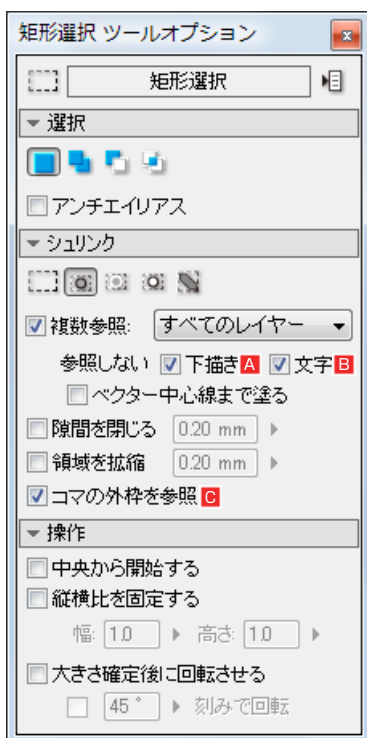 矩形選択 ツールオプション
矩形選択
選択
アンチエイリアス
シュリンク
複数参照: すべてのレイヤー
参照しない 下描き A 文字 B
ベクター中心線まで塗る
隙間を閉じる 0.20 mm
領域を拡縮 0.20 mm
コマの外枠を参照 C
操作
中央から開始する
縦横比を固定する
幅: 1.0 高さ: 1.0
大きさ確定後に回転させる
45 ° 刻みで回転